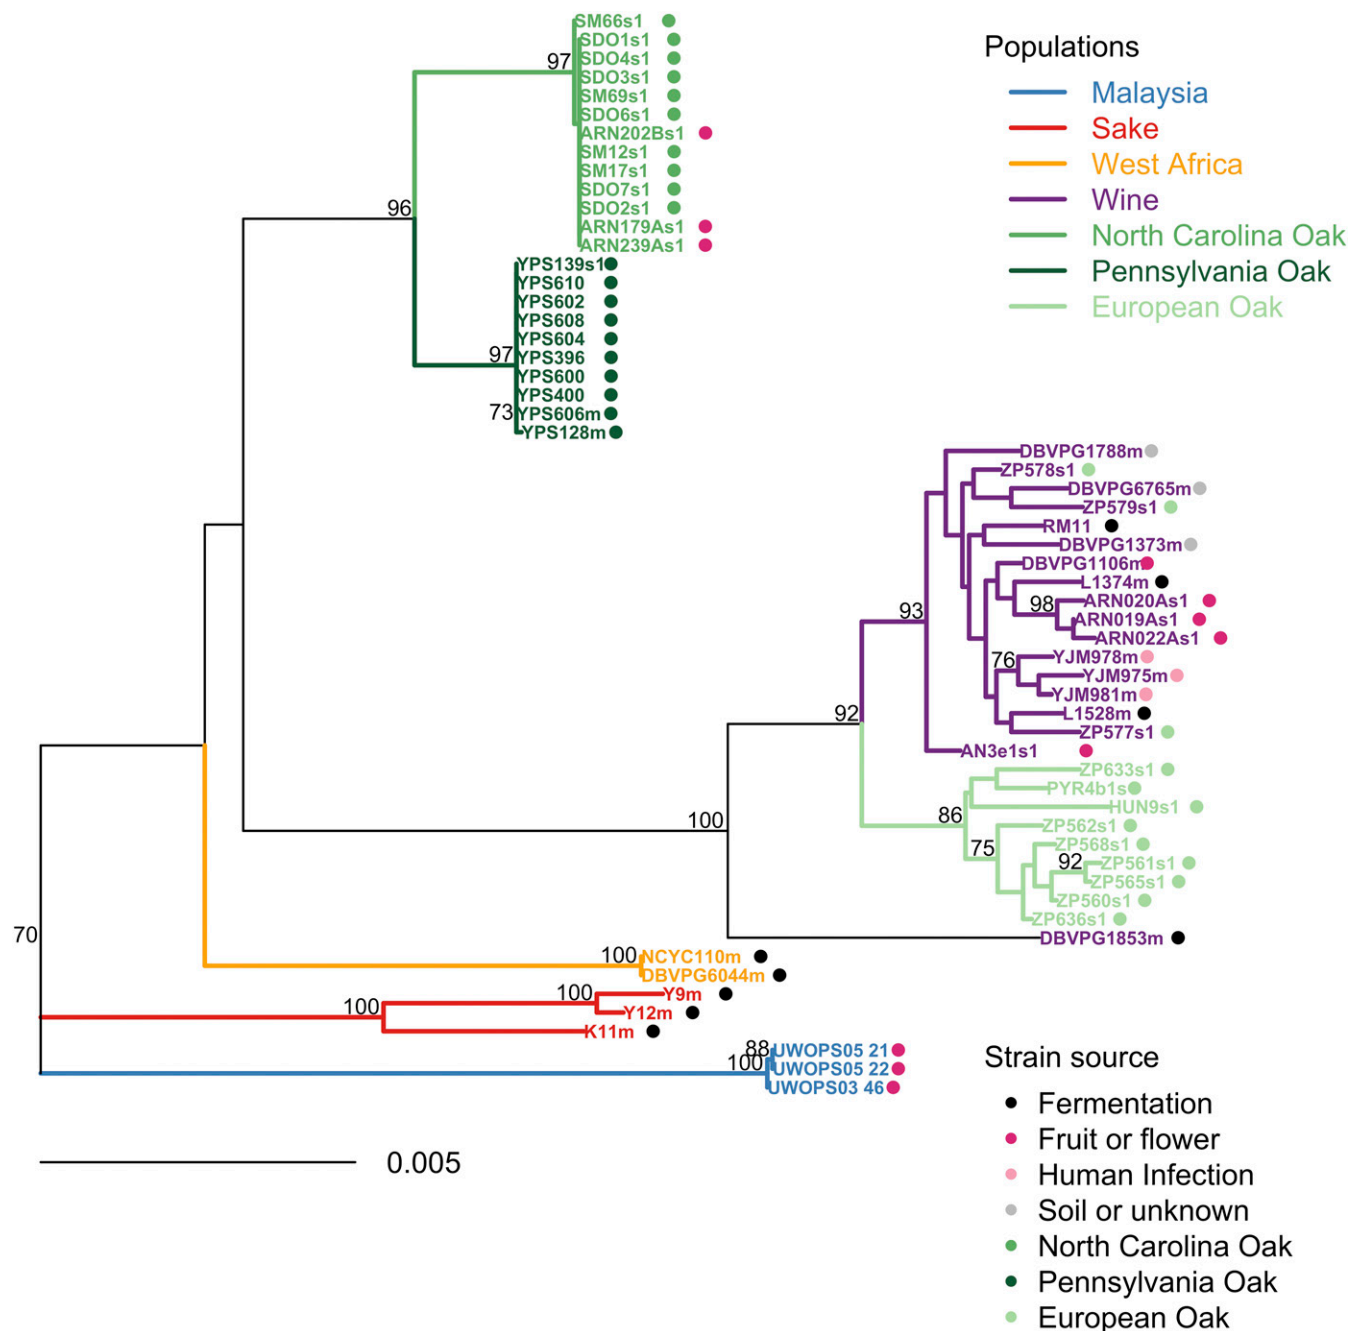 SM66s1
SDO1s1
SDO4s1
97
SDO3s1
SM69s1
SDO6s1
ARN202Bs1
SM12s1
SM17s1
SDO7s1
96
SDO2s1
ARN179As1
ARN239As1
YPS139s1
YPS610
YPS602
YPS608
YPS604
97
YPS396
YPS600
YPS400
73
YPS606m
YPS128m
Populations
Malaysia
Sake
West Africa
Wine
North Carolina Oak
Pennsylvania Oak
European Oak
DBVPG1788m
ZP578s1
DBVPG6765m
ZP579s1
RM11
DBVPG1373m
DBVPG1106m
L1374m
93
98
ARN020As1
ARN019As1
ARN022As1
76
YJM978m
YJM975m
YJM981m
92
L1528m
ZP577s1
AN3e1s1
ZP633s1
PYR4b1s
HUN9s1
100
86
ZP562s1
75
ZP568s1
92
ZP561s1
ZP565s1
ZP560s1
ZP636s1
70
DBVPG1853m
100
NCYC110m
DBVPG6044m
100
100
Y9m
Y12m
K11m
88
UWOPS05 21
100
UWOPS05 22
UWOPS03 46
0.005
Strain source
Fermentation
Fruit or flower
Human Infection
Soil or unknown
North Carolina Oak
Pennsylvania Oak
European Oak